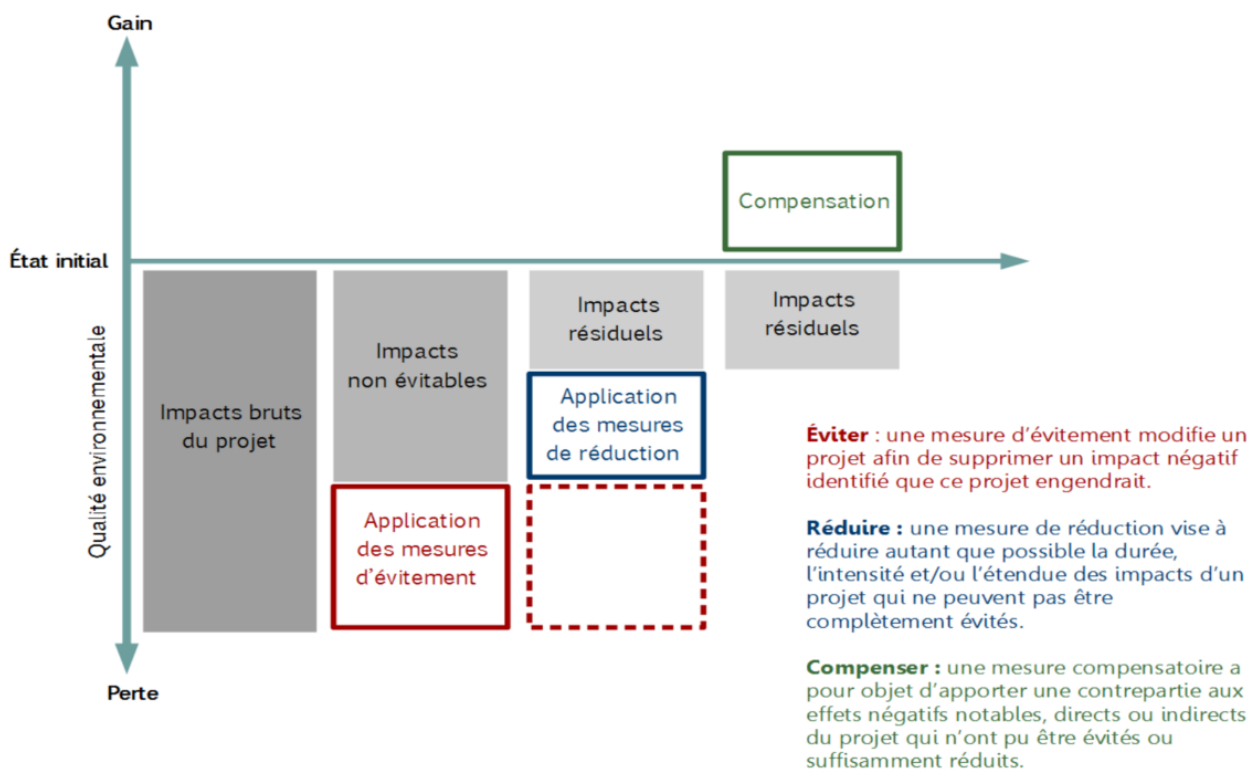 Gain
Compensation
État initial
Qualité environnementale
Impacts bruts
du projet
Impacts
non évitables
Application
des mesures
d’évitement
Impacts
résiduels
Application
des mesures
de réduction
Impacts
résiduels
Perte
Éviter : une mesure d’évitement modifie un
projet afin de supprimer un impact négatif
identifié que ce projet engendrait.
Réduire : une mesure de réduction vise à
réduire autant que possible la durée,
l’intensité et/ou l’étendue des impacts d’un
projet qui ne peuvent pas être
complètement évités.
Compenser : une mesure compensatoire a
pour objet d’apporter une contrepartie aux
effets négatifs notables, directs ou indirects
du projet qui n’ont pu être évités ou
suffisamment réduits.